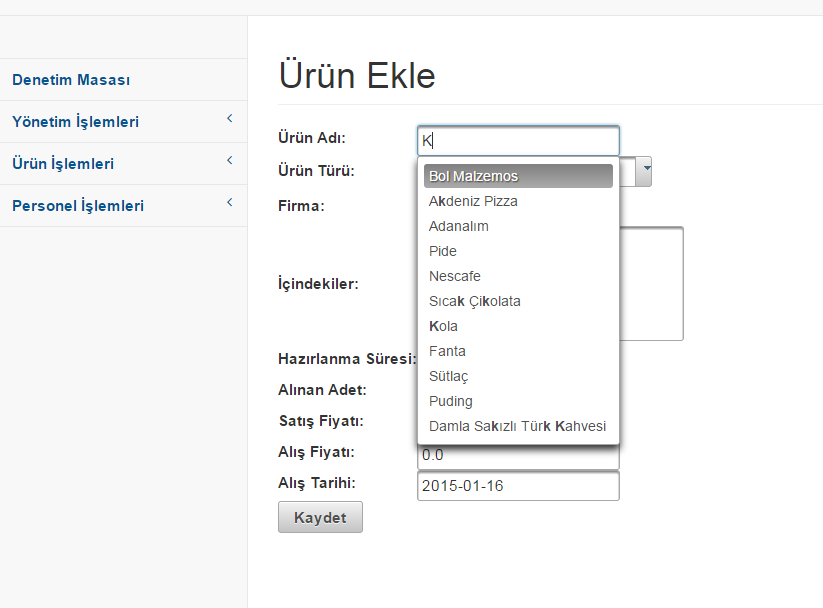 Denetim Masası
Yönetim İşlemleri
Ürün İşlemleri
Personel İşlemleri
Ürün Ekle
Ürün Adı: K
Ürün Türü:
Firma:
İçindekiler:
Hazırlanma Süresi:
Alınan Adet:
Satış Fiyatı:
Alış Fiyatı: 0.0
Alış Tarihi: 2015-01-16
Kaydet
Bol Malzemos
Akdeniz Pizza
Adanalım
Pide
Nescafe
Sıcak Çikolata
Kola
Fanta
Sütlaç
Puding
Damla Sakızlı Türk Kahvesi